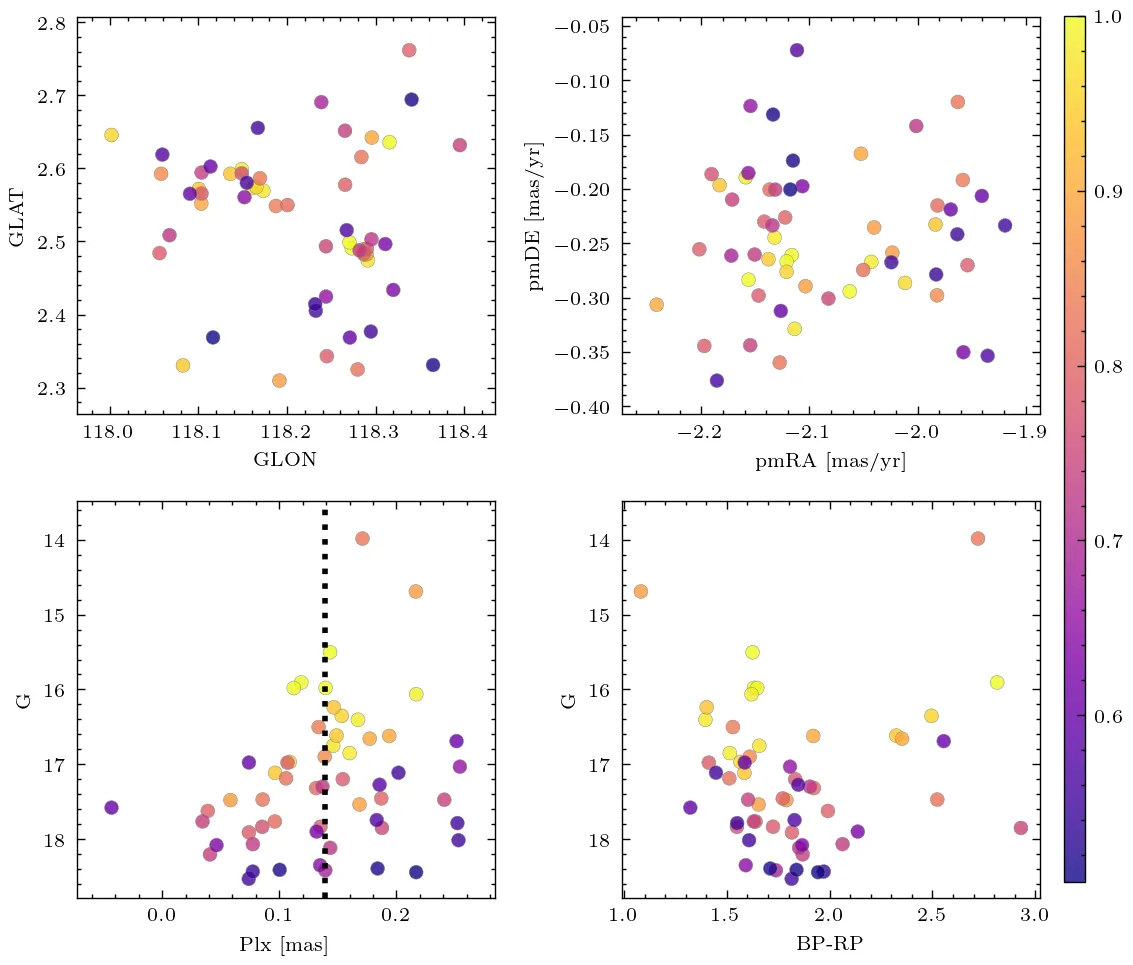 2.8
2.7
2.6
2.5
2.4
2.3
GLAT
118.0 118.1 118.2 118.3 118.4
GLON
−0.05
−0.10
−0.15
−0.20
−0.25
−0.30
−0.35
−0.40
pmDE [mas/yr]
−2.2 −2.1 −2.0 −1.9
pmRA [mas/yr]
1.0
0.9
0.8
0.7
0.6
14
15
16
17
18
G
0.0 0.1 0.2
Plx [mas]
14
15
16
17
18
G
1.0 1.5 2.0 2.5 3.0
BP-RP